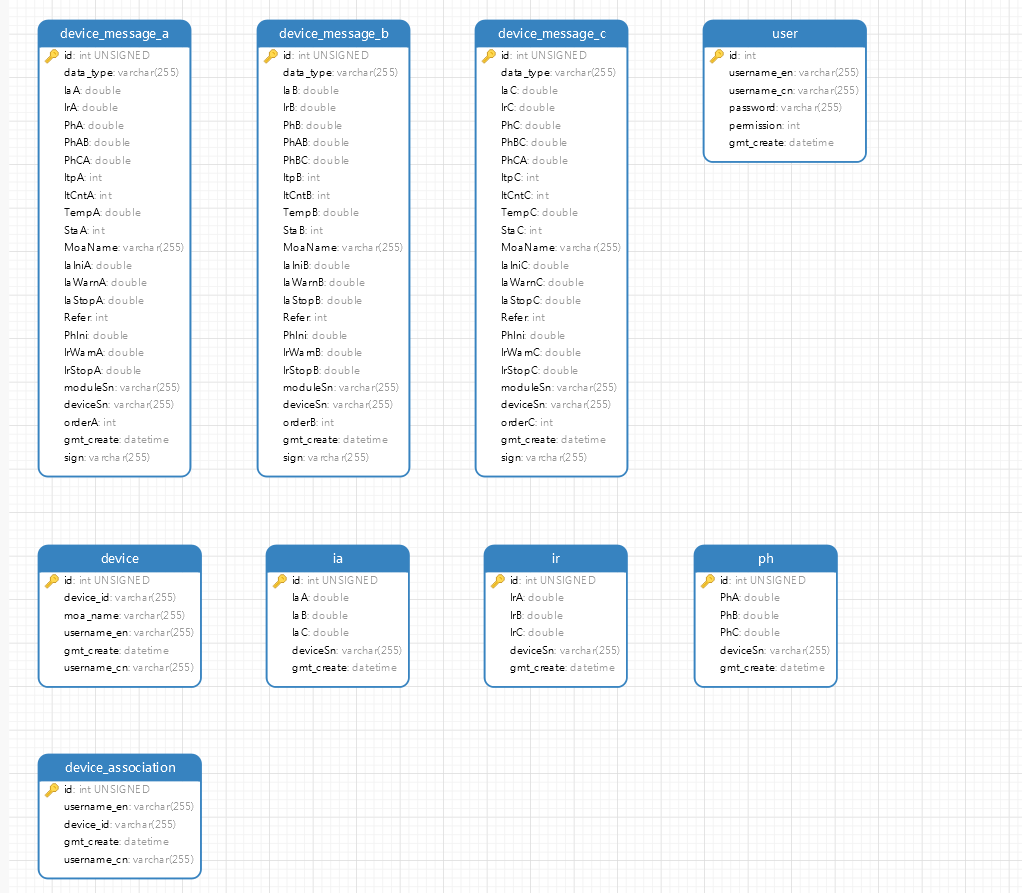 device_message_a
id: int UNSIGNED
data_type: varchar(255)
IaA: double
IrA: double
PhA: double
PhAB: double
PhCA: double
ItpA: int
ItCntA: int
TempA: double
StaA: int
MoaName: varchar(255)
IaIniA: double
IaWarnA: double
IaStopA: double
Refer: int
PhIni: double
IrWarnA: double
IrStopA: double
moduleSn: varchar(255)
deviceSn: varchar(255)
orderA: int
gmt_create: datetime
sign: varchar(255)
device_message_b
id: int UNSIGNED
data_type: varchar(255)
IaB: double
IrB: double
PhB: double
PhAB: double
PhBC: double
ItpB: int
ItCntB: int
TempB: double
StaB: int
MoaName: varchar(255)
IaIniB: double
IaWarnB: double
IaStopB: double
Refer: int
PhIni: double
IrWarnB: double
IrStopB: double
moduleSn: varchar(255)
deviceSn: varchar(255)
orderB: int
gmt_create: datetime
sign: varchar(255)
device_message_c
id: int UNSIGNED
data_type: varchar(255)
IaC: double
IrC: double
PhC: double
PhBC: double
PhCA: double
ItpC: int
ItCntC: int
TempC: double
StaC: int
MoaName: varchar(255)
IaIniC: double
IaWarnC: double
IaStopC: double
Refer: int
PhIni: double
IrWarnC: double
IrStopC: double
moduleSn: varchar(255)
deviceSn: varchar(255)
orderC: int
gmt_create: datetime
sign: varchar(255)
user
id: int
username_en: varchar(255)
username_cn: varchar(255)
password: varchar(255)
permission: int
gmt_create: datetime
device
id: int UNSIGNED
device_id: varchar(255)
moa_name: varchar(255)
username_en: varchar(255)
gmt_create: datetime
username_cn: varchar(255)
ia
id: int UNSIGNED
IaA: double
IaB: double
IaC: double
deviceSn: varchar(255)
gmt_create: datetime
ir
id: int UNSIGNED
IrA: double
IrB: double
IrC: double
deviceSn: varchar(255)
gmt_create: datetime
ph
id: int UNSIGNED
PhA: double
PhB: double
PhC: double
deviceSn: varchar(255)
gmt_create: datetime
device_association
id: int UNSIGNED
username_en: varchar(255)
device_id: varchar(255)
gmt_create: datetime
username_cn: varchar(255)